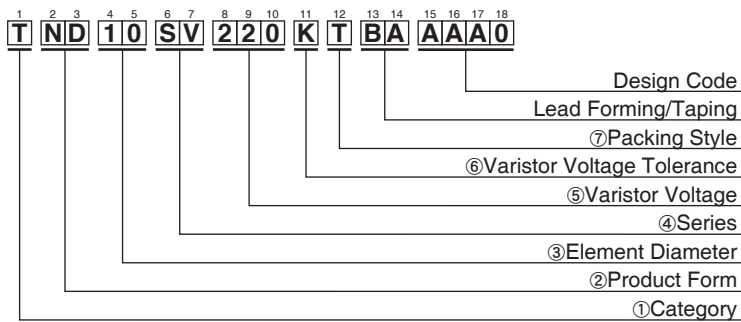 1 2 3 4 5 6 7 8 9 10 11 12 13 14 15 16 17 18
T ND 10 SV 220 K T BA AAA0
Design Code
Lead Forming/Taping
⑦Packing Style
⑥Varistor Voltage Tolerance
⑤Varistor Voltage
④Series
③Element Diameter
②Product Form
①Category